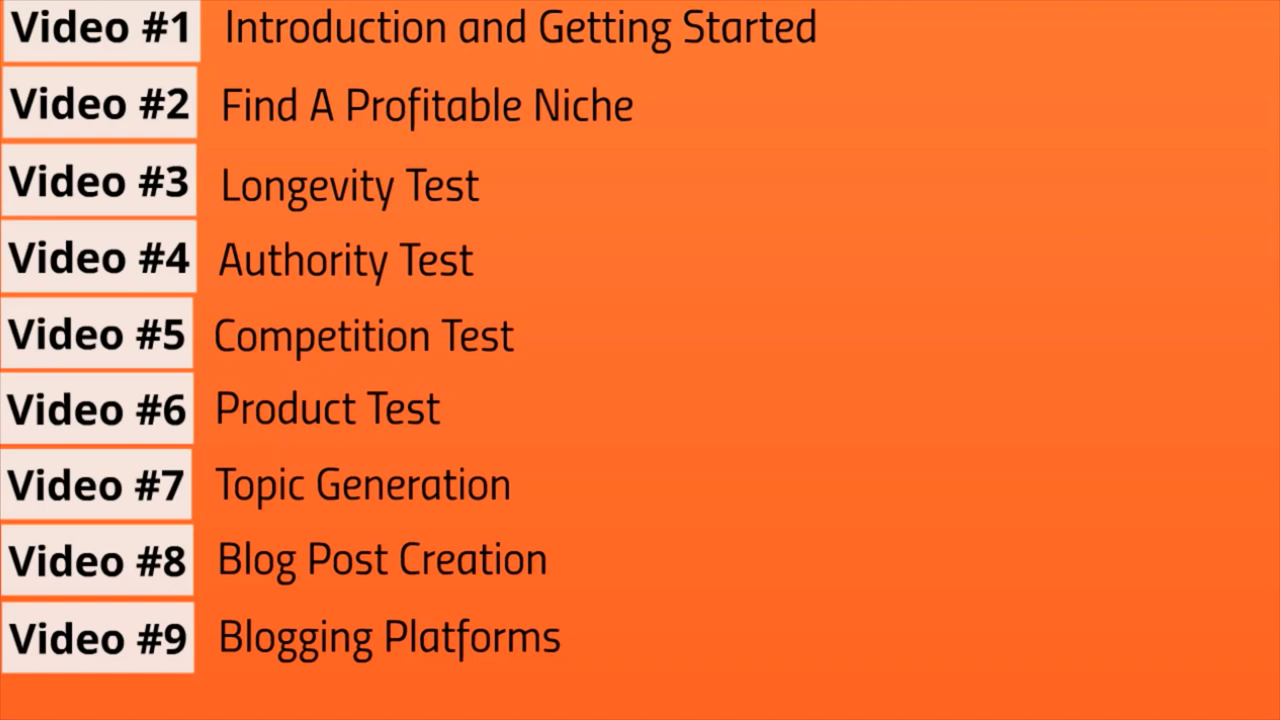 Video #1 Introduction and Getting Started
Video #2 Find A Profitable Niche
Video #3 Longevity Test
Video #4 Authority Test
Video #5 Competition Test
Video #6 Product Test
Video #7 Topic Generation
Video #8 Blog Post Creation
Video #9 Blogging Platforms